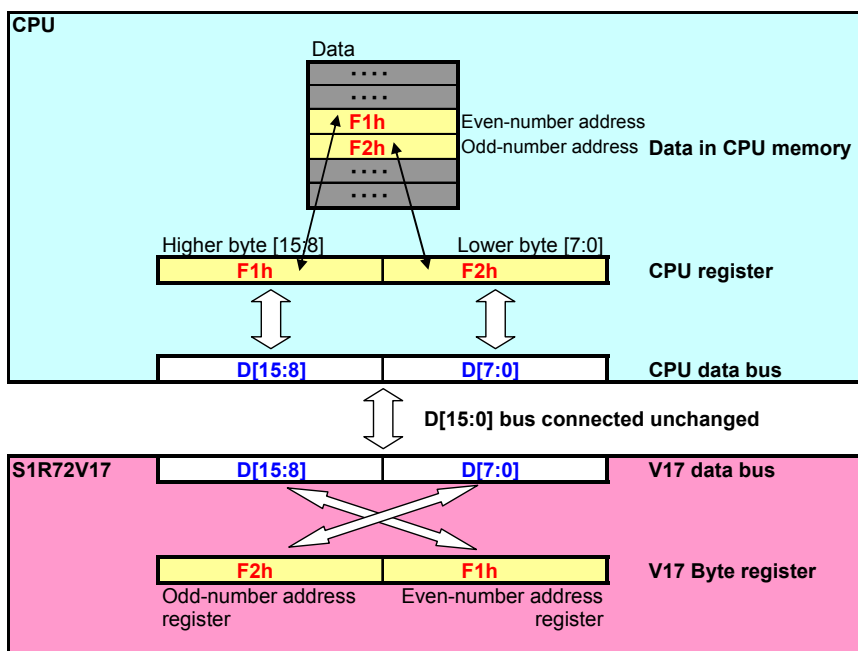 CPU
Data
....
....
F1h Even-number address
F2h Odd-number address Data in CPU memory
....
....
Higher byte [15:8] Lower byte [7:0]
F1h F2h CPU register
D[15:8] D[7:0] CPU data bus
D[15:0] bus connected unchanged
S1R72V17 D[15:8] D[7:0] V17 data bus
F2h F1h V17 Byte register
Odd-number address register
Even-number address register